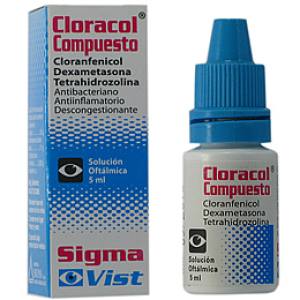 Cloracol®
Compuesto
Cloranfenicol
Dexametasona
Tetrahidrozolina
Antibacteriano
Antiinflamatorio
Descongestionante
Solución
Oftálmica
5 ml
Sigma
Vist
Cloracol®
Compuesto
Cloranfenicol
Dexametasona
Tetrahidrozolina
Solución
Oftálmica
5 ml